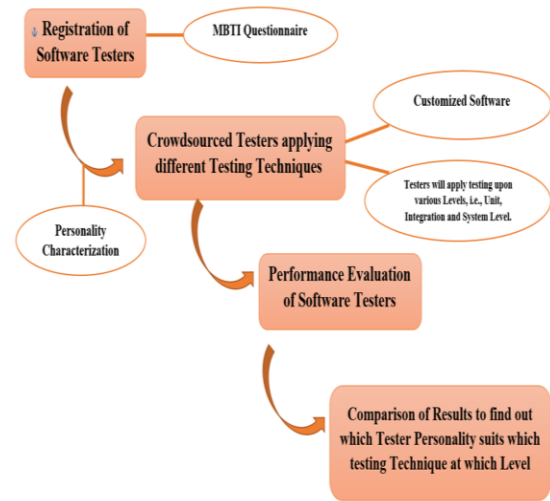 Registration of
Software Testers
MBTI Questionnaire
Customized Software
Crowdsourced Testers applying
different Testing Techniques
Testers will apply testing upon
various Levels, i.e., Unit,
Integration and System Level.
Personality
Characterization
Performance Evaluation
of Software Testers
Comparison of Results to find out
which Tester Personality suits which
testing Technique at which Level